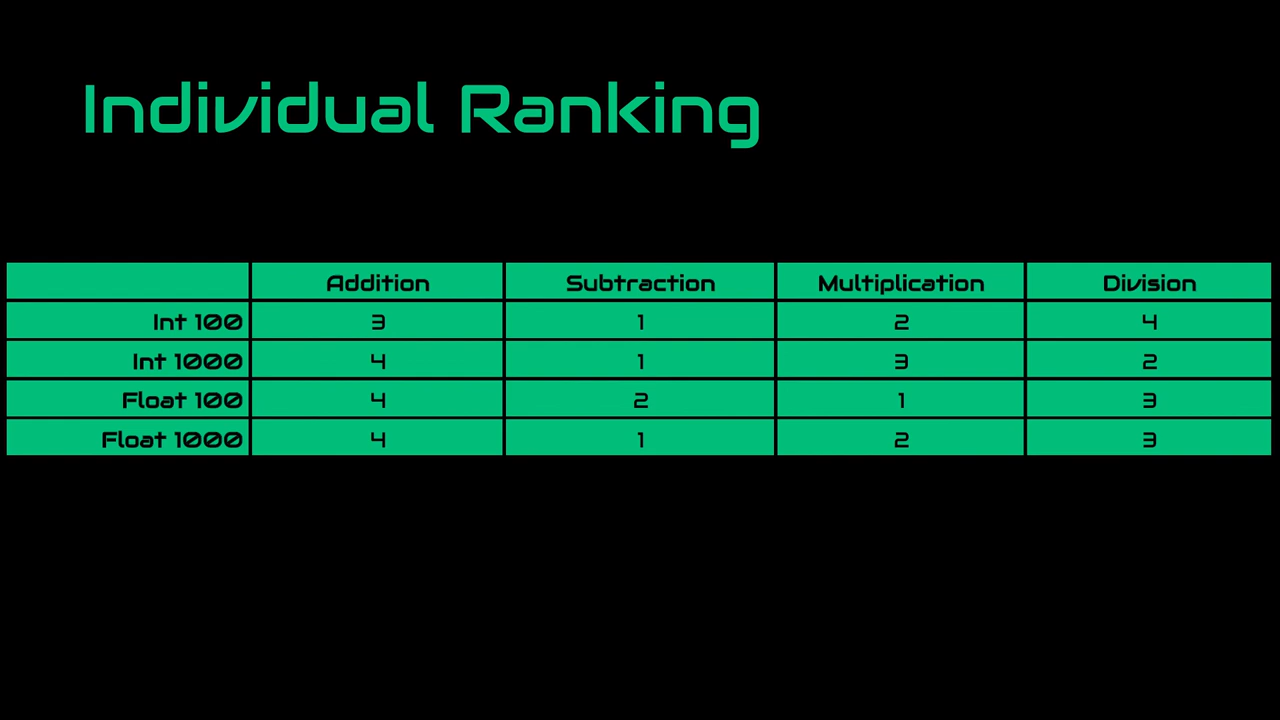 Individual Ranking
Addition Subtraction Multiplication Division
Int 100 3 1 2 4
Int 1000 4 1 3 2
Float 100 4 2 1 3
Float 1000 4 1 2 3